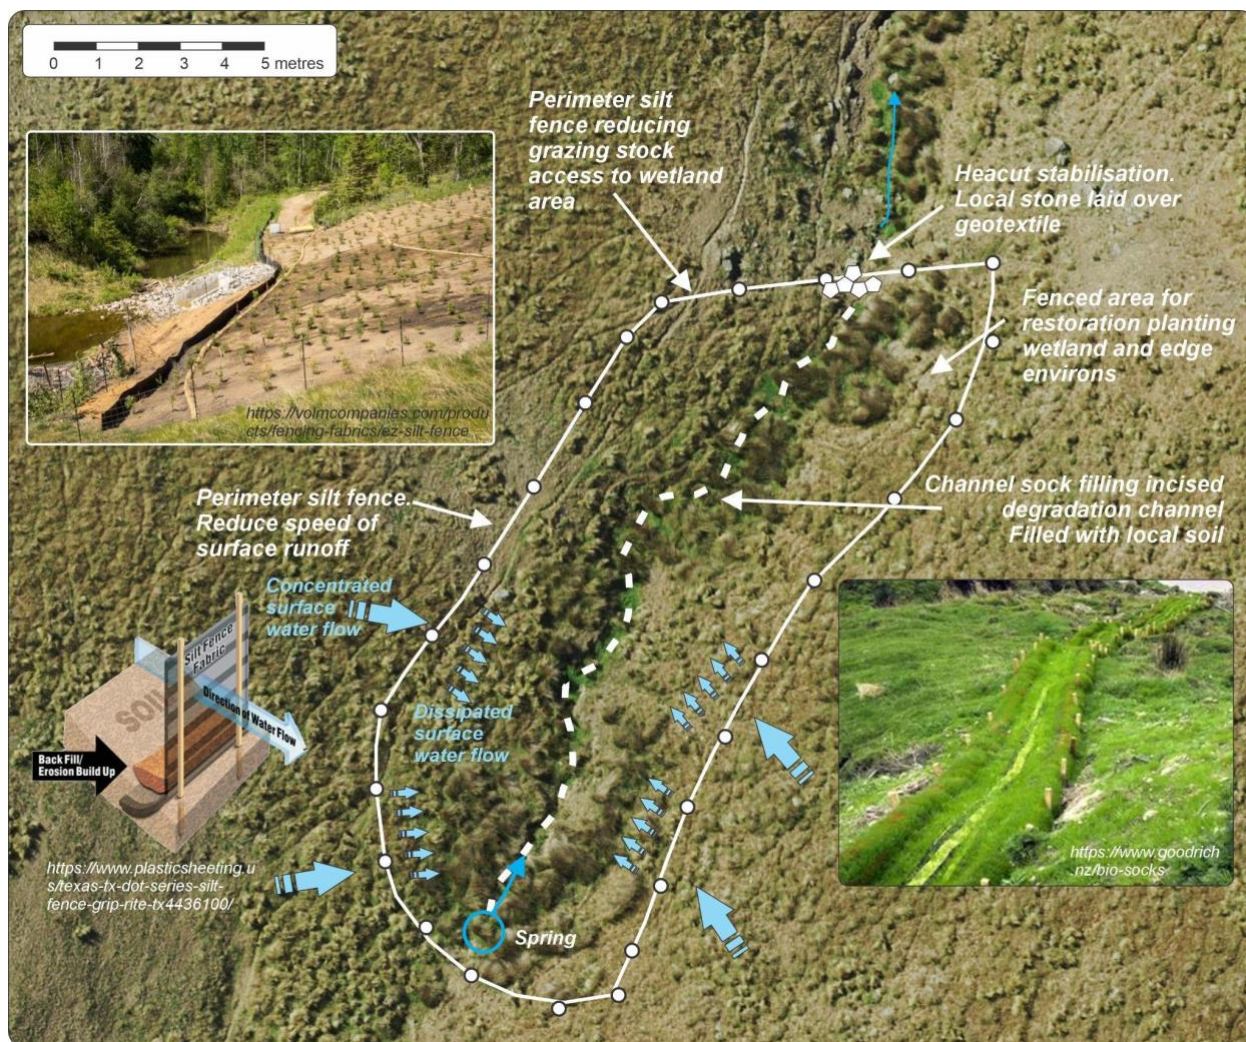 0 1 2 3 4 5 metres
Perimeter silt
fence reducing
grazing stock
access to wetland
area
Heacut stabilisation.
Local stone laid over
geotextile
Fenced area for
restoration planting
wetland and edge
environs
https://volmcompanies.com/produ
cts/fencing-fabrics/ez-silt-fence
Perimeter silt fence.
Reduce speed of
surface runoff
Channel sock filling incised
degradation channel
Filled with local soil
Concentrated
surface
water flow
Silt Fence
Fabric
SOIL
Direction of Water Flow
Back Fill/
Erosion Build Up
Dissipated
surface
water flow
https://www.plasticsheeting.u
s/texas-tx-dot-series-silt-
fence-grip-rite-tx4436100/
https://www.goodrich
.nz/bio-socks
Spring